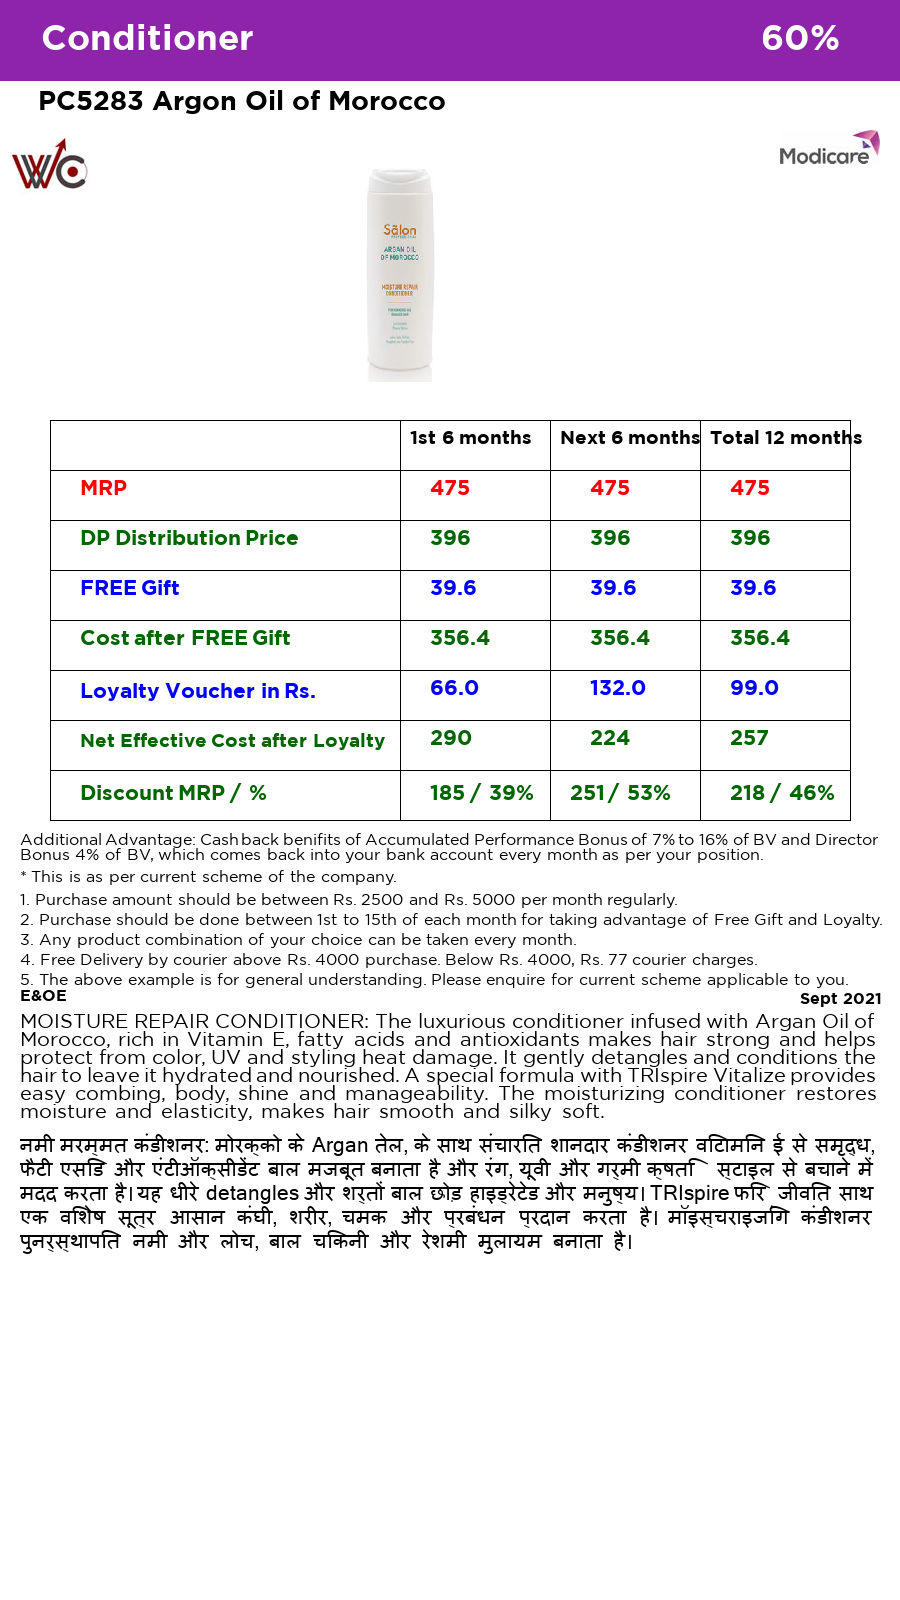 Conditioner 60%
PC5283 Argon Oil of Morocco
WC
Modicare
Sālon
ARGAN OIL
OF MOROCCO
MOISTURE REPAIR
CONDITIONER
1st 6 months Next 6 months Total 12 months
MRP 475 475 475
DP Distribution Price 396 396 396
FREE Gift 39.6 39.6 39.6
Cost after FREE Gift 356.4 356.4 356.4
Loyalty Voucher in Rs. 66.0 132.0 99.0
Net Effective Cost after Loyalty 290 224 257
Discount MRP / % 185 / 39% 251 / 53% 218 / 46%
Additional Advantage: Cash back benifits of Accumulated Performance Bonus of 7% to 16% of BV and Director
Bonus 4% of BV, which comes back into your bank account every month as per your position.
* This is as per current scheme of the company.
1. Purchase amount should be between Rs. 2500 and Rs. 5000 per month regularly.
2. Purchase should be done between 1st to 15th of each month for taking advantage of Free Gift and Loyalty.
3. Any product combination of your choice can be taken every month.
4. Free Delivery by courier above Rs. 4000 purchase. Below Rs. 4000, Rs. 77 courier charges.
5. The above example is for general understanding. Please enquire for current scheme applicable to you.
E&OE Sept 2021
MOISTURE REPAIR CONDITIONER: The luxurious conditioner infused with Argan Oil of
Morocco, rich in Vitamin E, fatty acids and antioxidants makes hair strong and helps
protect from color, UV and styling heat damage. It gently detangles and conditions the
hair to leave it hydrated and nourished. A special formula with TRIspire Vitalize provides
easy combing, body, shine and manageability. The moisturizing conditioner restores
moisture and elasticity, makes hair smooth and silky soft.
नमी मरम्मत कंडीशनर: मोरक्को के Argan तेल, के साथ संचारित शानदार कंडीशनर विटामिन ई से समृद्ध,
फैटी एसिड और एंटीऑक्सीडेंट बाल मजबूत बनाता है और रंग, यूवी और गर्मी क्षति स्टाइल से बचाने में
मदद करता है। यह धीरे detangles और शर्तों बाल छोड़ हाइड्रेटेड और मनुष्य। TRIspire फिर जीवित साथ
एक विशेष सूत्र आसान कंघी, शरीर, चमक और प्रबंधन प्रदान करता है। मॉइस्चराइजिंग कंडीशनर
पुनर्स्थापित नमी और लोच, बाल चिकनी और रेशमी मुलायम बनाता है।